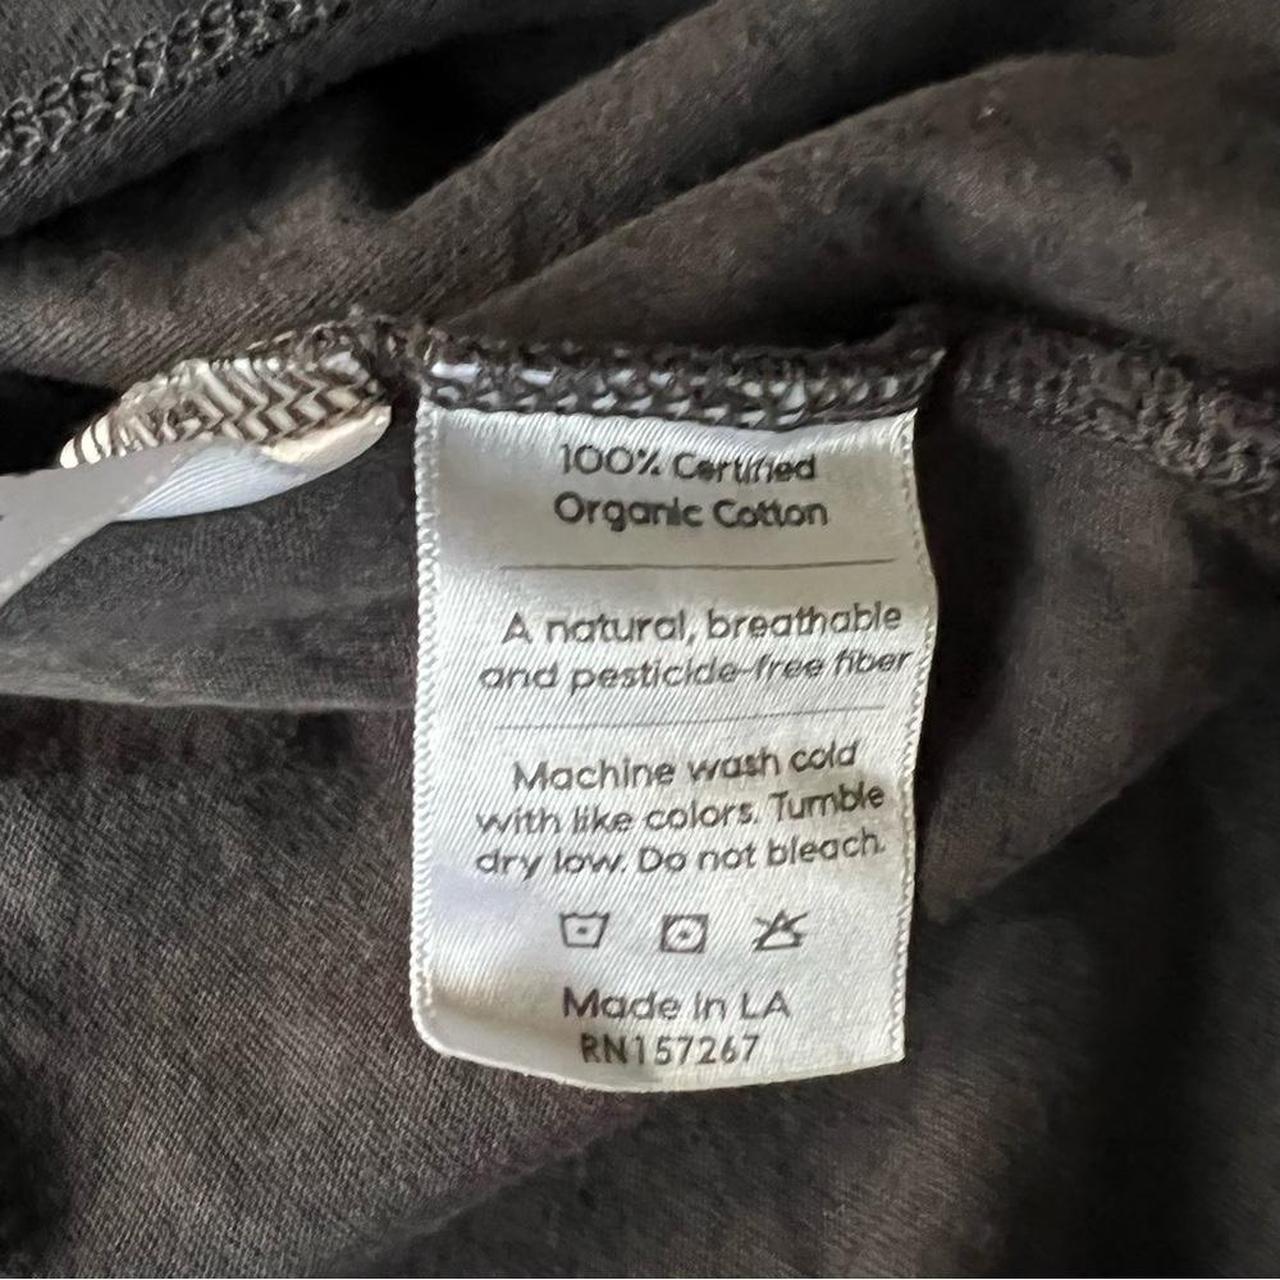 100% Certified
Organic Cotton
A natural, breathable
and pesticide-free fiber
Machine wash cold
with like colors. Tumble
dry low. Do not bleach.
Made in LA
RN157267